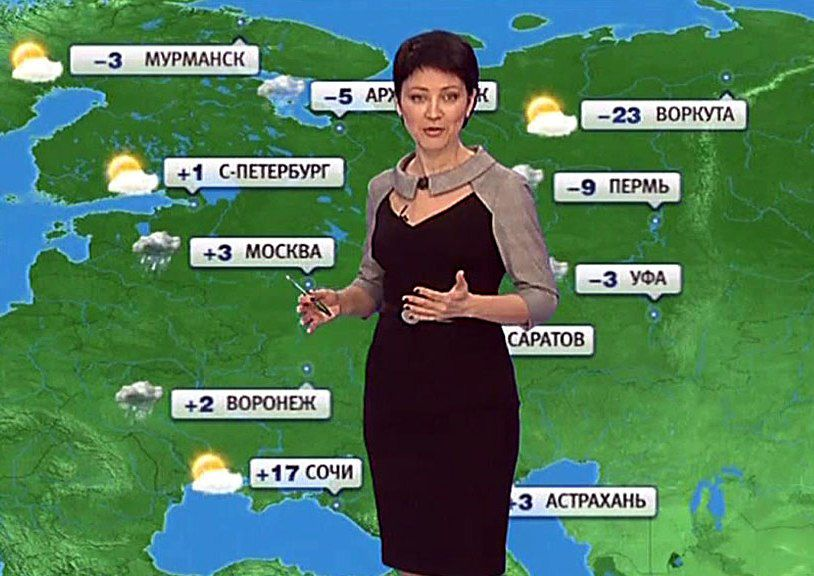 −3 МУРМАНСК
−5
−23 ВОРКУТА
+1 С-ПЕТЕРБУРГ
−9 ПЕРМЬ
+3 МОСКВА
−3 УФА
САРАТОВ
+2 ВОРОНЕЖ
+17 СОЧИ
+3 АСТРАХАНЬ